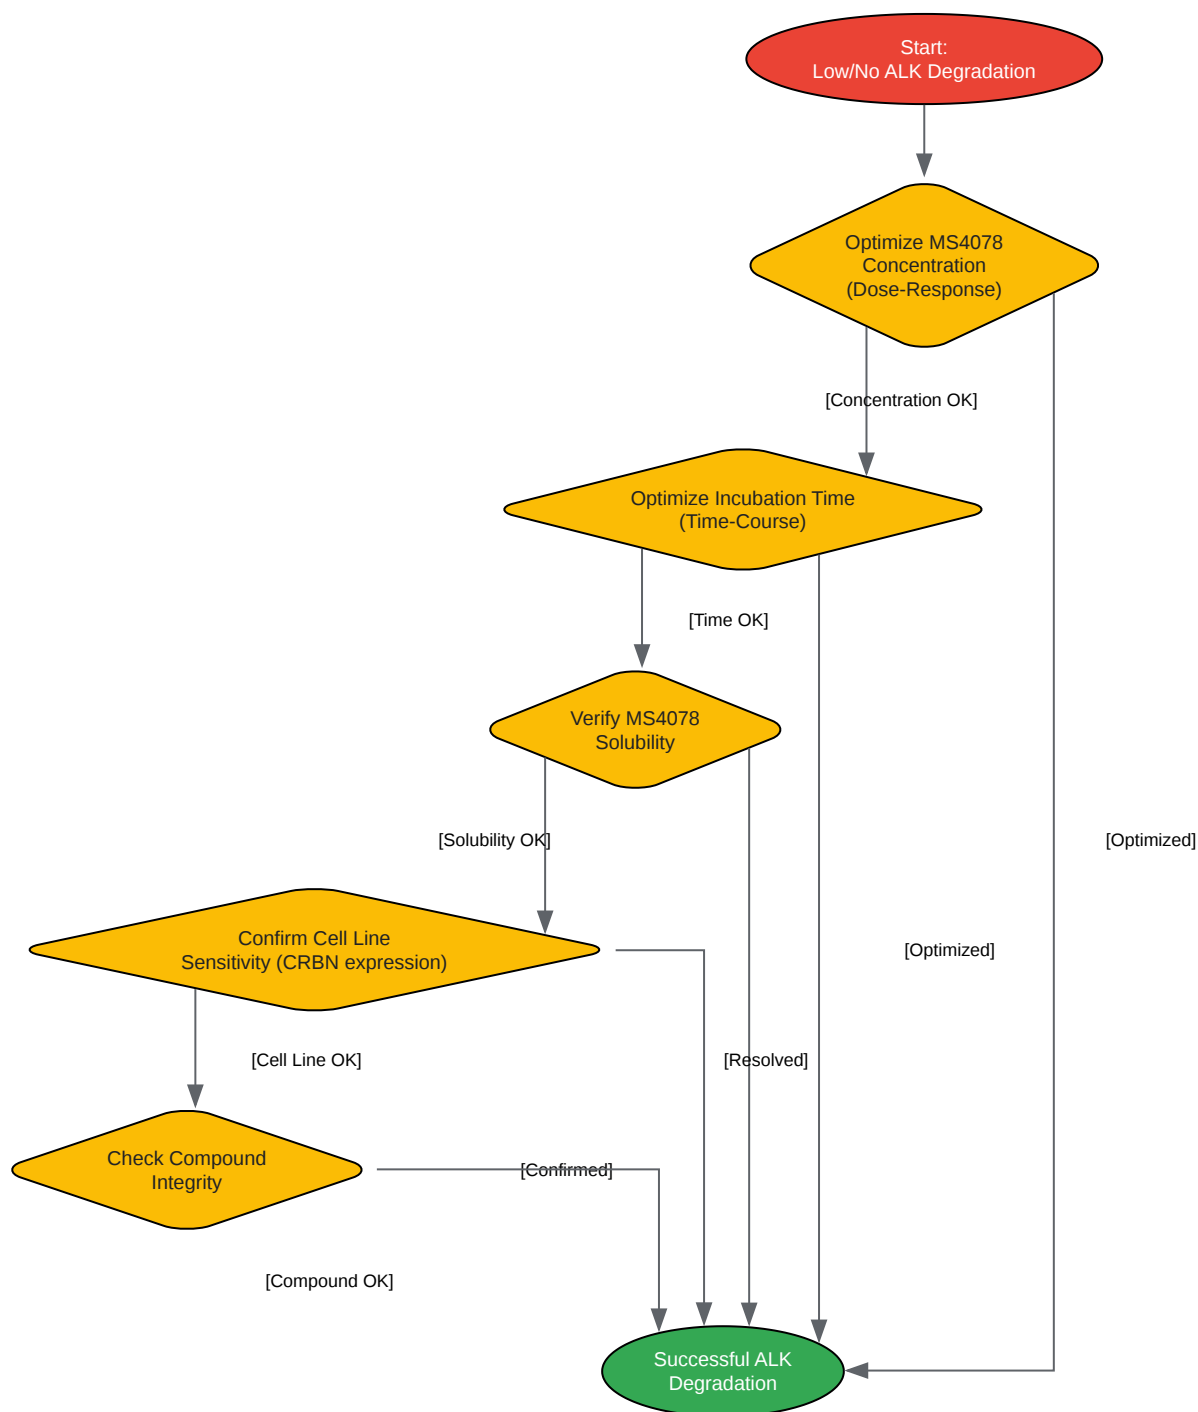 Start:
Low/No ALK Degradation
Optimize MS4078
Concentration
(Dose-Response)
[Concentration OK]
Optimize Incubation Time
(Time-Course)
[Time OK]
Verify MS4078
Solubility
[Solubility OK]
[Optimized]
Confirm Cell Line
Sensitivity (CRBN expression)
[Optimized]
[Cell Line OK]
[Resolved]
Check Compound
Integrity
[Confirmed]
[Compound OK]
Successful ALK
Degradation